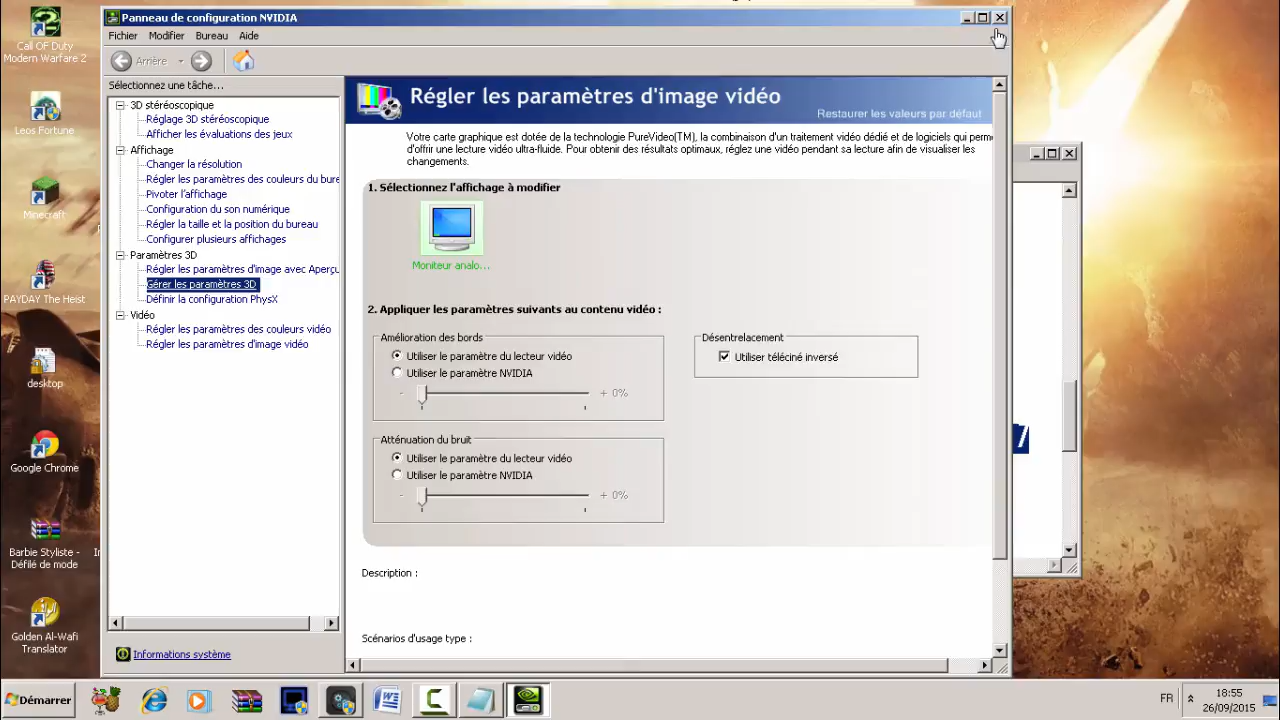 Call OF Duty
Modern Warfare 2
Leos Fortune
Minecraft
PAYDAY The Heist
desktop
Google Chrome
Barbie Styliste -
Défilé de mode
Golden Al-Wafi
Translator
Panneau de configuration NVIDIA
Fichier Modifier Bureau Aide
Arrière
Sélectionnez une tâche...
3D stéréoscopique
Réglage 3D stéréoscopique
Afficher les évaluations des jeux
Affichage
Changer la résolution
Régler les paramètres des couleurs du bure
Pivoter l'affichage
Configuration du son numérique
Régler la taille et la position du bureau
Configurer plusieurs affichages
Paramètres 3D
Régler les paramètres d'image avec Aperçu
Gérer les paramètres 3D
Définir la configuration PhysX
Vidéo
Régler les paramètres des couleurs vidéo
Régler les paramètres d'image vidéo
Informations système
Régler les paramètres d'image vidéo
Restaurer les valeurs par défaut
Votre carte graphique est dotée de la technologie PureVideo(TM), la combinaison d'un traitement vidéo dédié et de logiciels qui perme
d'offrir une lecture vidéo ultra-fluide. Pour obtenir des résultats optimaux, réglez une vidéo pendant sa lecture afin de visualiser les
changements.
1. Sélectionnez l'affichage à modifier
Moniteur analo...
2. Appliquer les paramètres suivants au contenu vidéo :
Amélioration des bords
Utiliser le paramètre du lecteur vidéo
Utiliser le paramètre NVIDIA
- + 0%
Désentrelacement
Utiliser téléciné inversé
Atténuation du bruit
Utiliser le paramètre du lecteur vidéo
Utiliser le paramètre NVIDIA
- + 0%
Description :
Scénarios d'usage type :
Démarrer
FR
18:55
26/09/2015